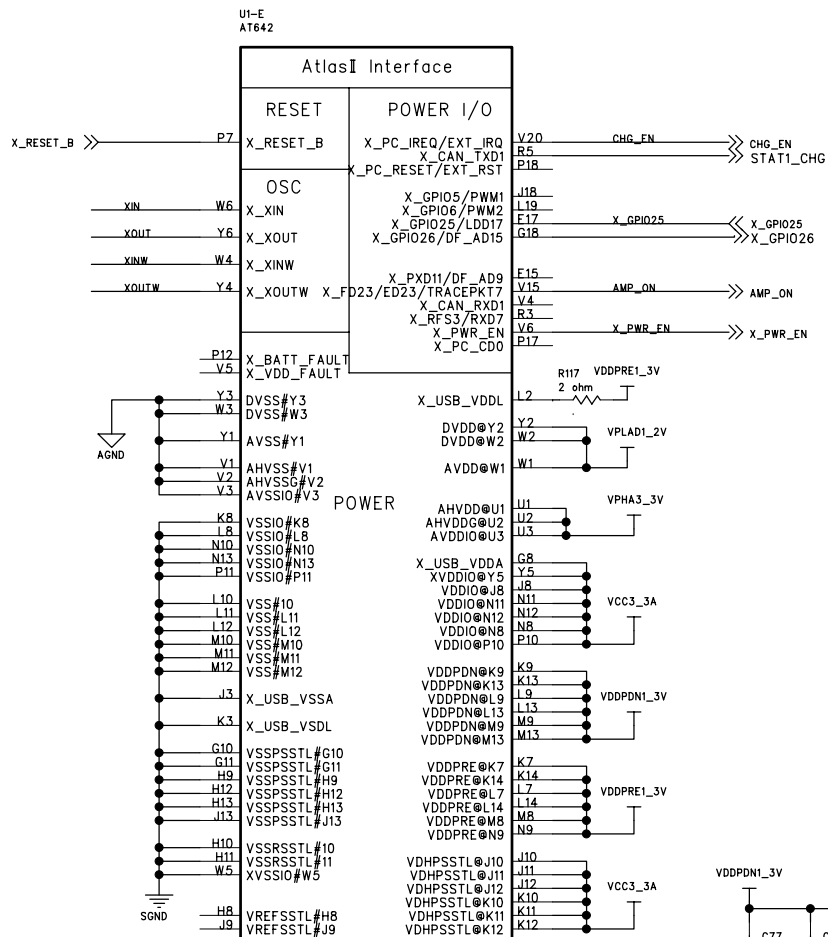 U1-E
AT642
AtlasII Interface
RESET POWER I/O
X_RESET_B P7 X_RESET_B X_PC_IREQ/EXT_IRQ V20 CHG_EN CHG_EN
X_CAN_TXD1 R5 STAT1_CHG
X_PC_RESET/EXT_RST P18
OSC
X_GPIO5/PWM1 J18
XIN W6 X_XIN X_GPIO6/PWM2 L19
X_GPIO25/LDD17 E17 X_GPIO25 X_GPIO25
XOUT Y6 X_XOUT X_GPIO26/DF_AD15 G18 X_GPIO26
XINW W4 X_XINW
X_PXD11/DF_AD9 E15
XOUTW Y4 X_XOUTW X_FD23/ED23/TRACEPKT7 V15 AMP_ON AMP_ON
X_CAN_RXD1 V4
X_RFS3/RXD7 R3
X_PWR_EN V6 X_PWR_EN X_PWR_EN
X_PC_CD0 P17
P12 X_BATT_FAULT
V5 X_VDD_FAULT
R117 VDDPRE1_3V
2 ohm
Y3 DVSS#Y3 X_USB_VDDL L2
W3 DVSS#W3
DVDD@Y2 Y2
Y1 AVSS#Y1 DVDD@W2 W2 VPLAD1_2V
AGND
V1 AHVSS#V1 AVDD@W1 W1
V2 AHVSSG#V2
V3 AVSSIO#V3
POWER
VPHA3_3V
AHVDD@U1 U1
K8 VSSIO#K8 AHVDDG@U2 U2
L8 VSSIO#L8 AVDDIO@U3 U3
N10 VSSIO#N10
N13 VSSIO#N13 X_USB_VDDA G8
P11 VSSIO#P11 XVDDIO@Y5 Y5
VDDIO@J8 J8
L10 VSS#10 VDDIO@N11 N11 VCC3_3A
L11 VSS#L11 VDDIO@N12 N12
L12 VSS#L12 VDDIO@N8 N8
M10 VSS#M10 VDDIO@P10 P10
M11 VSS#M11
M12 VSS#M12 VDDPDN@K9 K9
VDDPDN@K13 K13
J3 X_USB_VSSA VDDPDN@L9 L9 VDDPDN1_3V
VDDPDN@L13 L13
K3 X_USB_VSDL VDDPDN@M9 M9
VDDPDN@M13 M13
G10 VSSPSSTL#G10
G11 VSSPSSTL#G11 VDDPRE@K7 K7
H9 VSSPSSTL#H9 VDDPRE@K14 K14
H12 VSSPSSTL#H12 VDDPRE@L7 L7 VDDPRE1_3V
H13 VSSPSSTL#H13 VDDPRE@L14 L14
J13 VSSPSSTL#J13 VDDPRE@M8 M8
VDDPRE@N9 N9
H10 VSSRSSTL#10
H11 VSSRSSTL#11 VDHPSSTL@J10 J10
W5 XVSSIO#W5 VDHPSSTL@J11 J11 VDDPDN1_3V
VDHPSSTL@J12 J12 VCC3_3A
SGND VDHPSSTL@K10 K10
H8 VREFSSTL#H8 VDHPSSTL@K11 K11
J9 VREFSSTL#J9 VDHPSSTL@K12 K12
C77